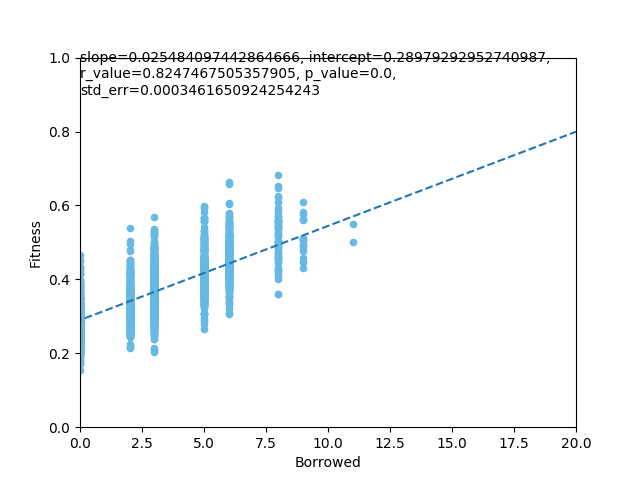 slope=0.025484097442864666, intercept=0.28979292952740987,
r_value=0.8247467505357905, p_value=0.0,
std_err=0.0003461650924254243
1.0
0.8
0.6
0.4
0.2
0.0
Fitness
0.0 2.5 5.0 7.5 10.0 12.5 15.0 17.5 20.0
Borrowed